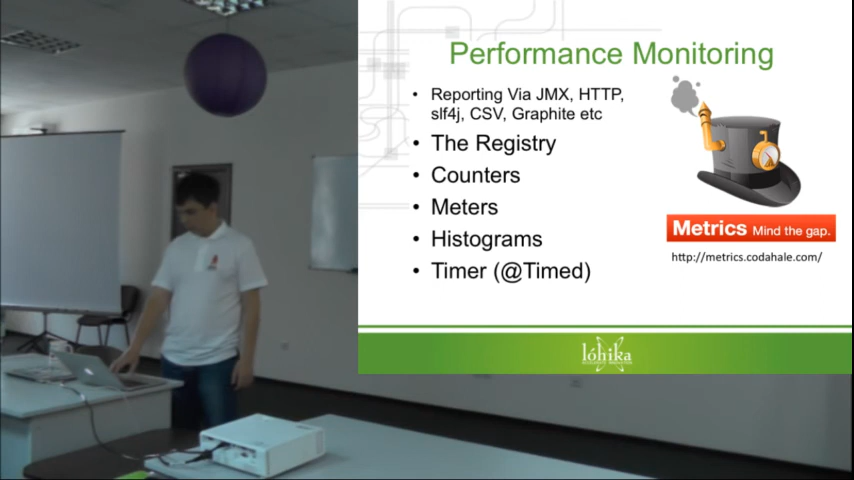 Performance Monitoring
• Reporting Via JMX, HTTP,
slf4j, CSV, Graphite etc
• The Registry
• Counters
• Meters
• Histograms
• Timer (@Timed)
Metrics Mind the gap.
http://metrics.codahale.com/
lóhika